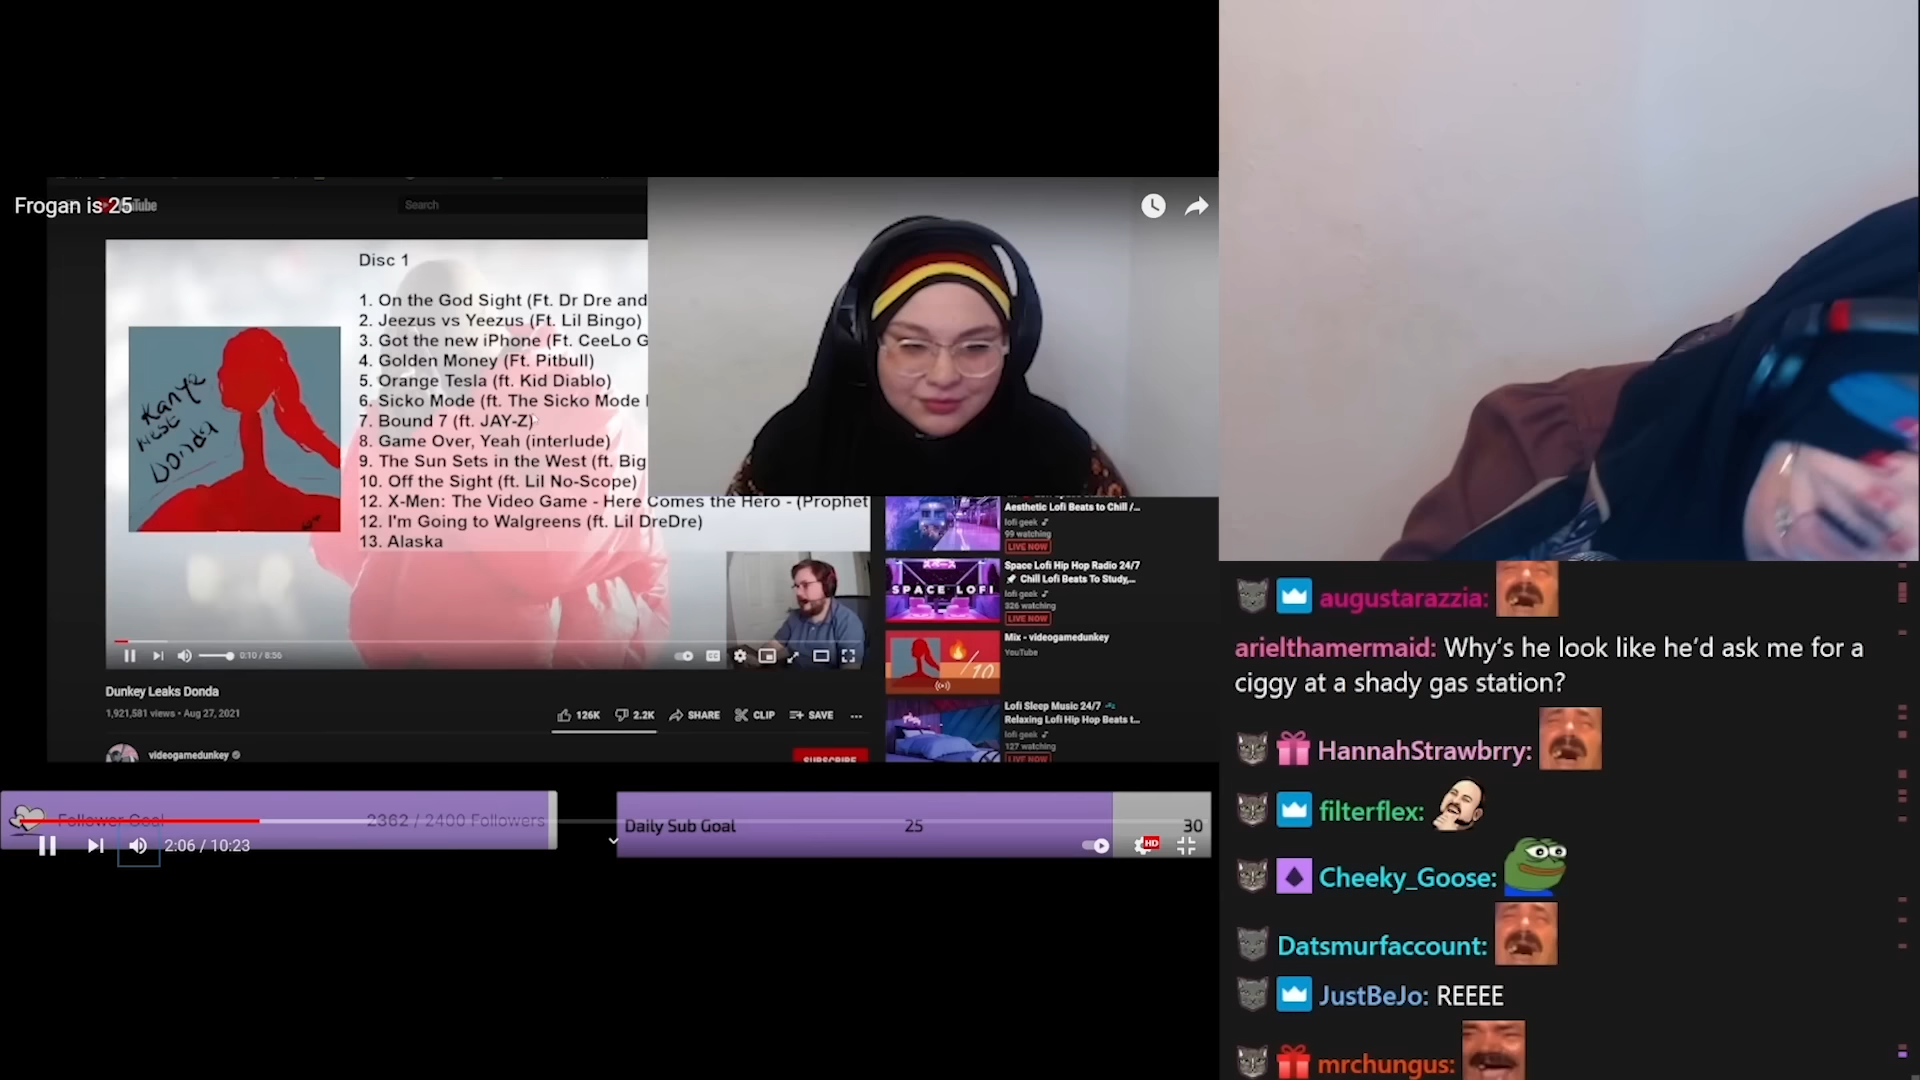 Frogan is 25
YouTube
Search
Disc 1
1. On the God Sight (Ft. Dr Dre and
2. Jeezus vs Yeezus (Ft. Lil Bingo)
3. Got the new iPhone (Ft. CeeLo G
4. Golden Money (Ft. Pitbull)
5. Orange Tesla (ft. Kid Diablo)
6. Sicko Mode (ft. The Sicko Mode
7. Bound 7 (ft. JAY-Z)
8. Game Over, Yeah (interlude)
9. The Sun Sets in the West (ft. Big
10. Off the Sight (ft. Lil No-Scope)
12. X-Men: The Video Game - Here Comes the Hero - (Prophet
12. I'm Going to Walgreens (ft. Lil DreDre)
13. Alaska
Kanye
West
Donda
0:10 / 8:56
Dunkey Leaks Donda
1,921,581 views • Aug 27, 2021
126K
2.2K
SHARE
CLIP
SAVE
videogamedunkey
SUBSCRIBE
Aesthetic Lofi Beats to Chill /...
lofi geek
99 watching
LIVE NOW
SPACE LOFI
Space Lofi Hip Hop Radio 24/7
Chill Lofi Beats To Study,...
lofi geek
326 watching
LIVE NOW
/10
Mix - videogamedunkey
YouTube
Lofi Sleep Music 24/7
Relaxing Lofi Hip Hop Beats t...
lofi geek
127 watching
LIVE NOW
Follower Goal
2362 / 2400 Followers
2:06 / 10:23
Daily Sub Goal
25
30
HD
augustarazzia:
arielthamermaid: Why's he look like he'd ask me for a
ciggy at a shady gas station?
HannahStrawbrry:
filterflex:
Cheeky_Goose:
Datsmurfaccount:
JustBeJo: REEEE
mrchungus: